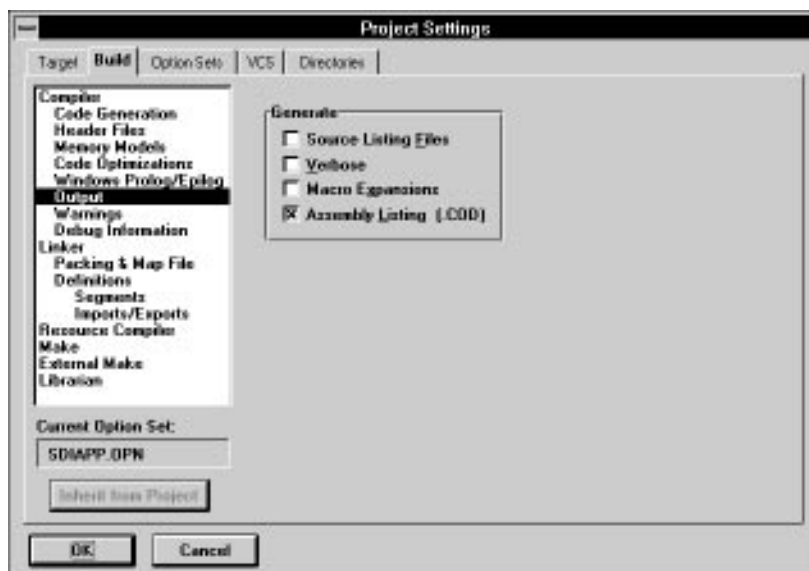 Project Settings
Target Build Option Sets VCS Directories
Compiler
Code Generation
Header Files
Memory Models
Code Optimizations
Windows Prolog/Epilog
Output
Warnings
Debug Information
Linker
Packing & Map File
Definitions
Segments
Imports/Exports
Resource Compiler
Make
External Make
Librarian
Generate
Source Listing Files
Verbose
Macro Expansions
Assembly Listing (.COD)
Current Option Set:
SDIAPP.OPN
Inherit from Project
OK Cancel